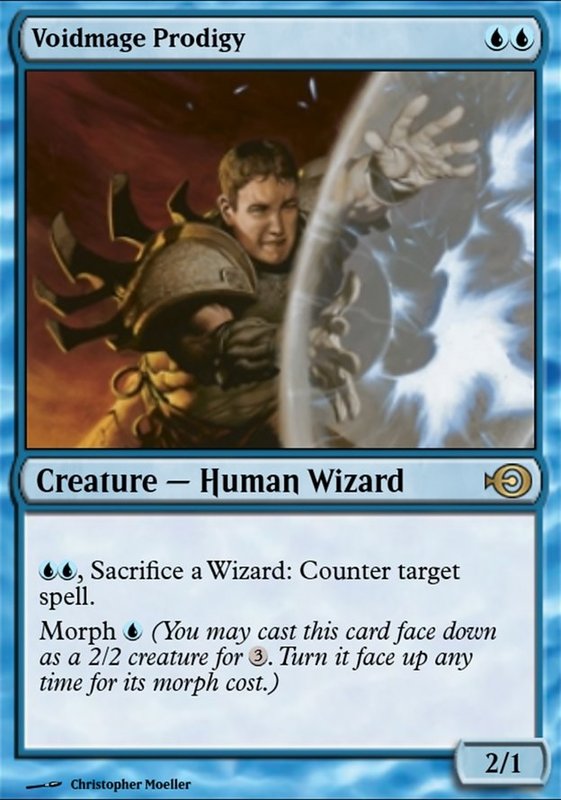 Voidmage Prodigy
Creature — Human Wizard
, Sacrifice a Wizard: Counter target
spell.
Morph (You may cast this card face down
as a 2/2 creature for 3. Turn it face up any
time for its morph cost.)
2/1
Christopher Moeller